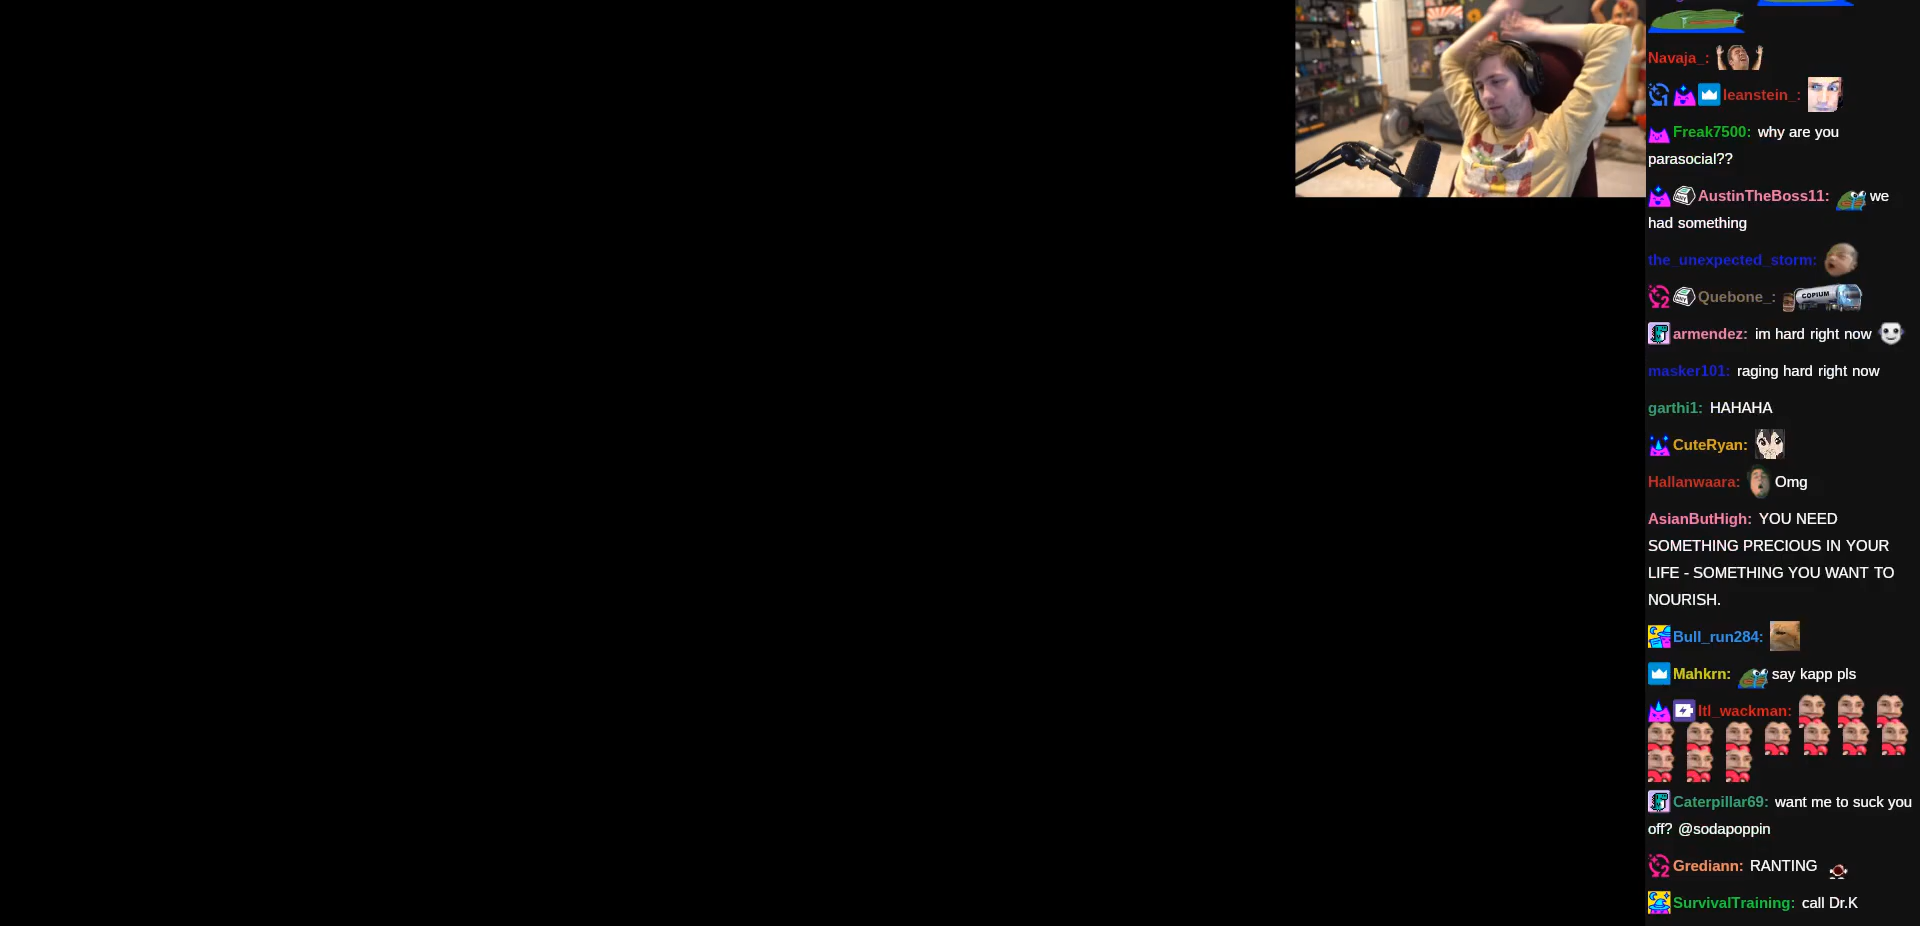 Navaja_:
leanstein_:
Freak7500: why are you
parasocial??
AustinTheBoss11: we
had something
the_unexpected_storm:
Quebone_: COPIUM
armendez: im hard right now
masker101: raging hard right now
garthi1: HAHAHA
CuteRyan:
Hallanwaara: Omg
AsianButHigh: YOU NEED
SOMETHING PRECIOUS IN YOUR
LIFE - SOMETHING YOU WANT TO
NOURISH.
Bull_run284:
Mahkrn: say kapp pls
ltl_wackman:
Caterpillar69: want me to suck you
off? @sodapoppin
Grediann: RANTING
SurvivalTraining: call Dr.K